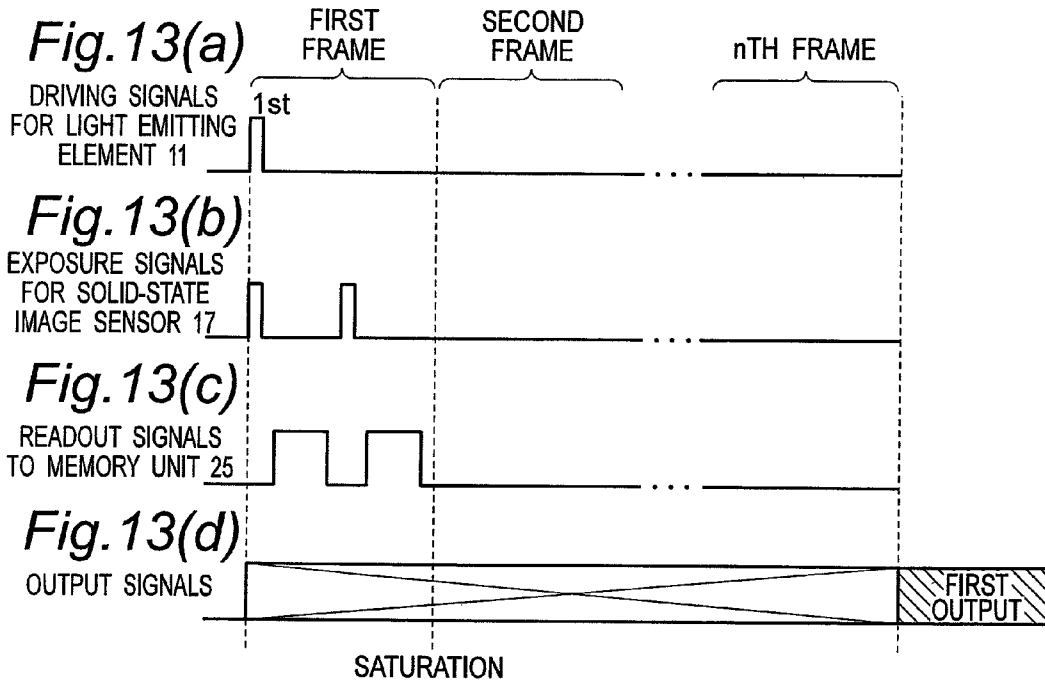 Fig.13(a)
FIRST
FRAME
SECOND
FRAME
nTH FRAME
DRIVING SIGNALS
FOR LIGHT EMITTING
ELEMENT 11
1st
. . .
Fig.13(b)
EXPOSURE SIGNALS
FOR SOLID-STATE
IMAGE SENSOR 17
. . .
Fig.13(c)
READOUT SIGNALS
TO MEMORY UNIT 25
. . .
Fig.13(d)
OUTPUT SIGNALS
FIRST
OUTPUT
SATURATION